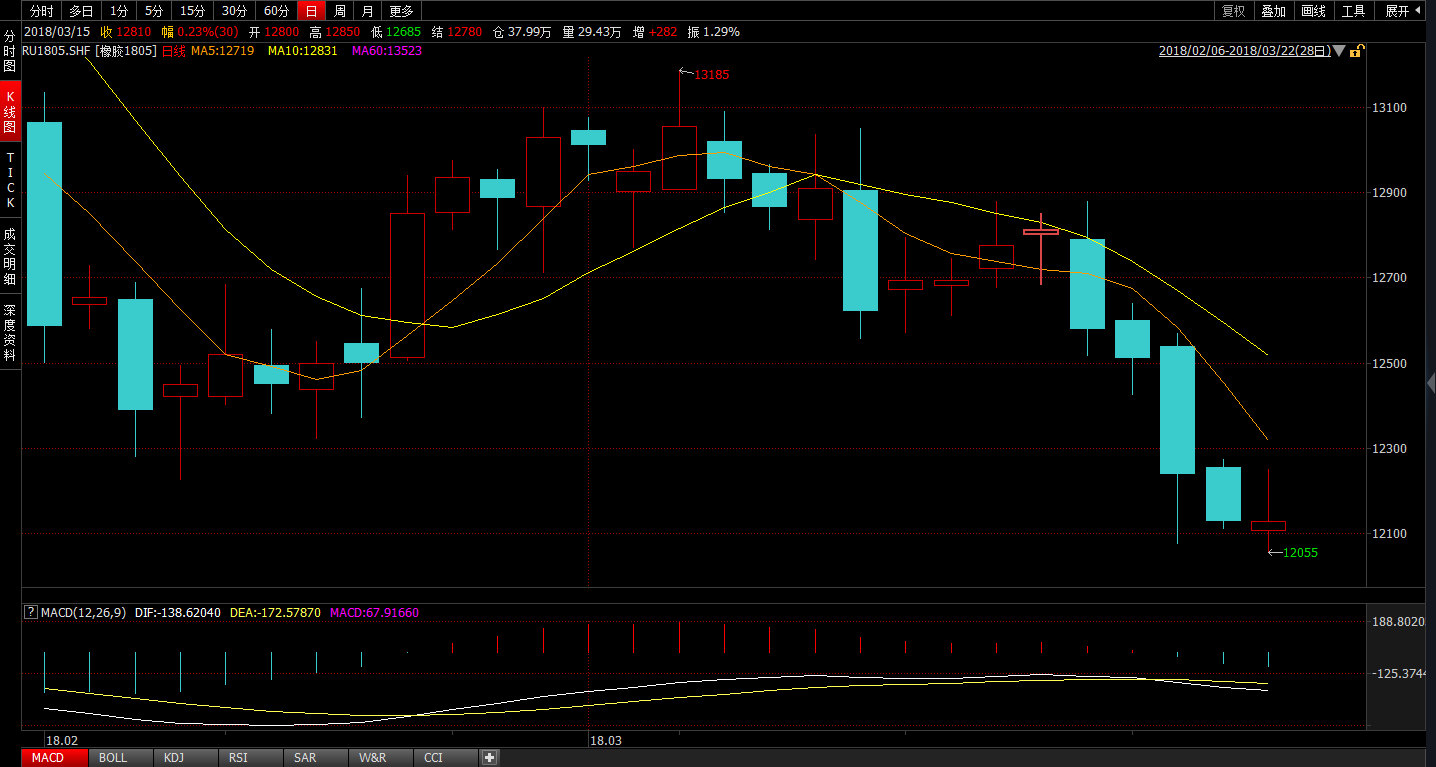 分时 多日 1分 5分 15分 30分 60分 日 周 月 更多 复权 叠加 画线 工具 展开
2018/03/15 收 12810 幅 0.23%(30) 开 12800 高 12850 低 12685 结 12780 仓 37.99万 量 29.43万 增 +282 振 1.29%
RU1805.SHF [橡胶1805] 日线 MA5:12719 MA10:12831 MA60:13523 2018/02/06-2018/03/22(28日)
分时图
K线图
TICK
成交明细
深度资料
13185
13100
12900
12700
12500
12300
12100
12055
? MACD(12,26,9) DIF:-138.62040 DEA:-172.57870 MACD:67.91660
188.8020
-125.3744
18.02 18.03
MACD BOLL KDJ RSI SAR W&R CCI